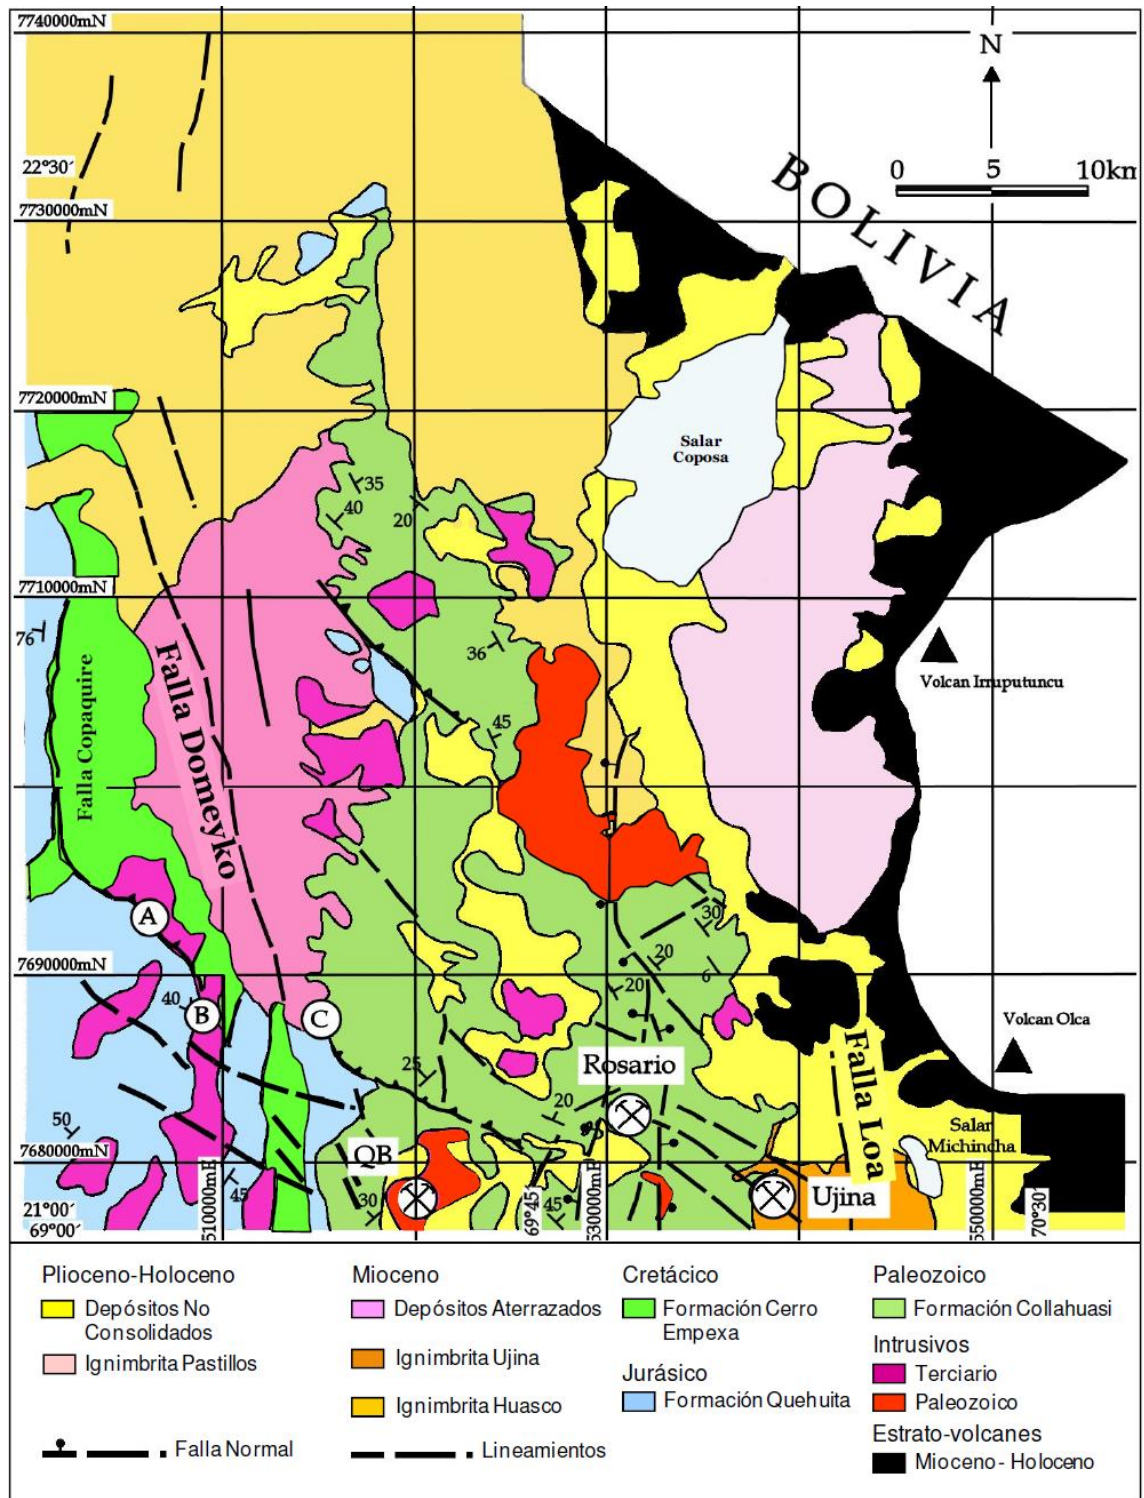 7740000mN
N
22°30´
0 5 10km
BOLIVIA
7730000mN
7720000mN
Salar
Coposa
35
40
20
7710000mN
76
36
Volcan Irruputuncu
Falla Copaquire
Falla Domeyko
45
A
30
7690000mN
20
6
40
20
B
C
Volcan Olca
Rosario
Falla Loa
25
20
50
Salar
Michincha
7680000mN
QB
510000mE
45
30
69°45´
45
530000mE
Ujina
550000mE
70°30´
21°00´
69°00´
Plioceno-Holoceno
Depósitos No
Consolidados
Ignimbrita Pastillos
Mioceno
Depósitos Aterrazados
Ignimbrita Ujina
Ignimbrita Huasco
Cretácico
Formación Cerro
Empexa
Jurásico
Formación Quehuita
Paleozoico
Formación Collahuasi
Intrusivos
Terciario
Paleozoico
Estrato-volcanes
Mioceno - Holoceno
Falla Normal
Lineamientos